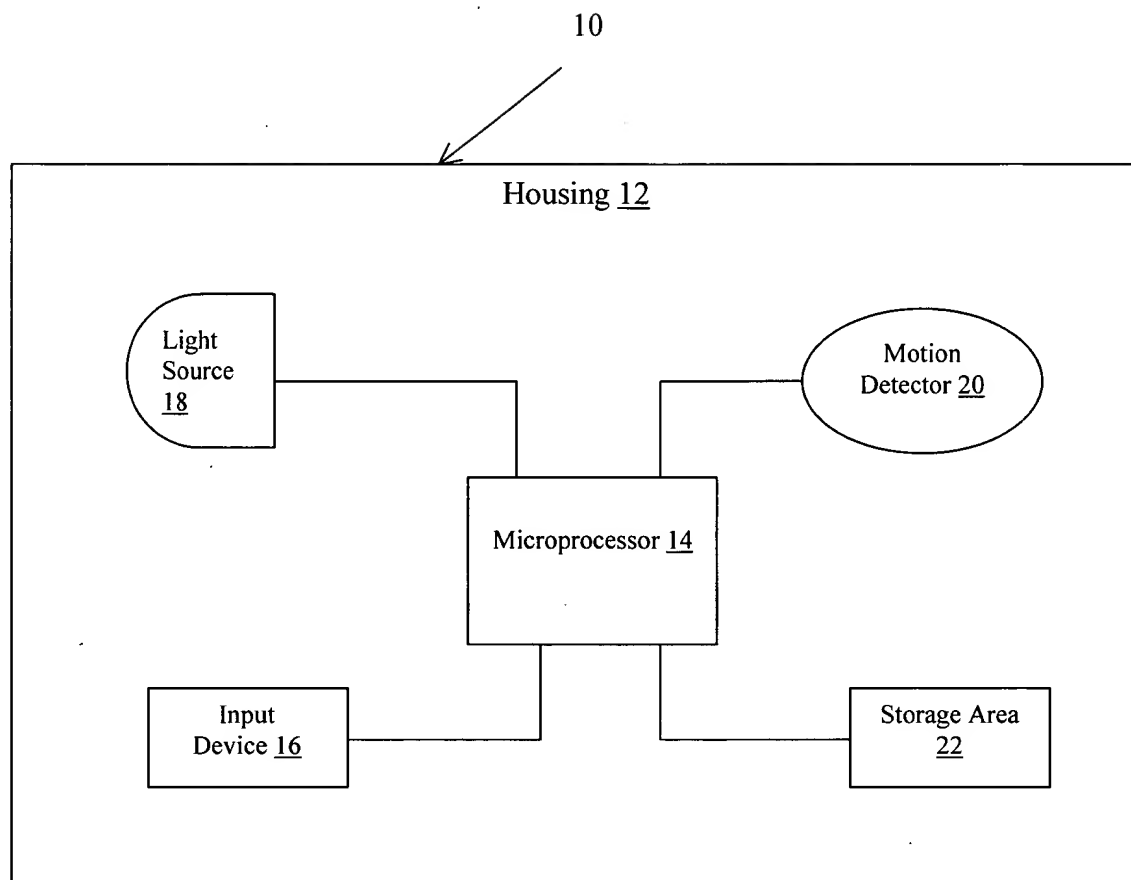 10
Housing 12
Light
Source
18
Motion
Detector 20
Microprocessor 14
Input
Device 16
Storage Area
22